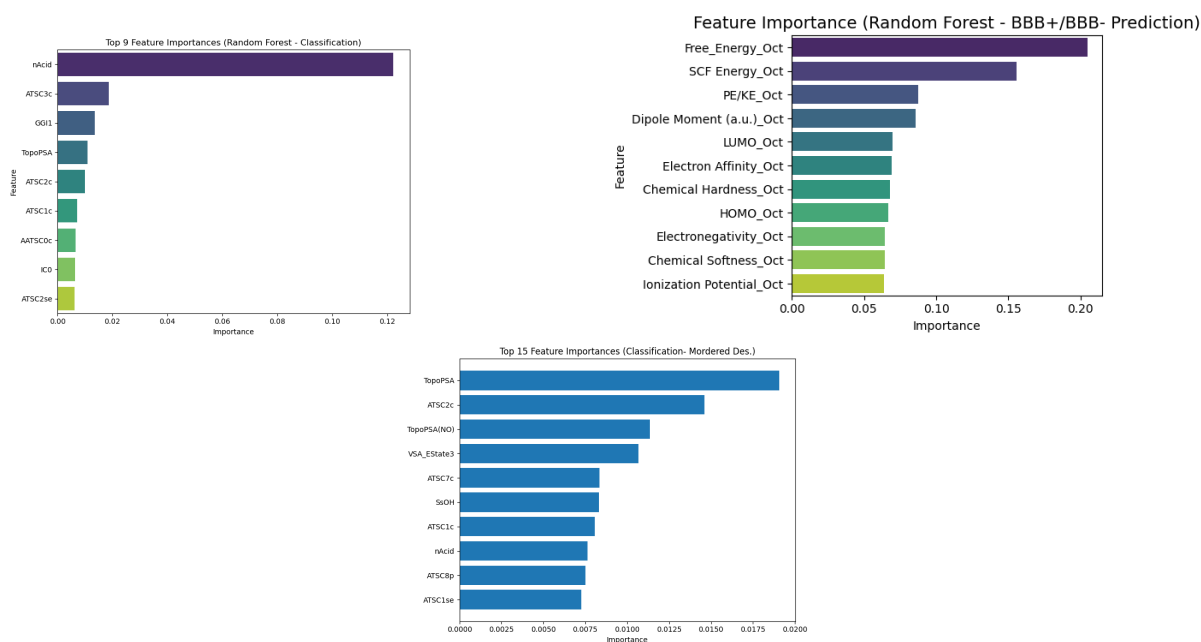 Top 9 Feature Importances (Random Forest - Classification)
nAcid
ATSC3c
GGI1
TopoPSA
ATSC2c
ATSC1c
AATSC0c
IC0
ATSC2se
Feature
0.00 0.02 0.04 0.06 0.08 0.10 0.12
Importance
Feature Importance (Random Forest - BBB+/BBB- Prediction)
Free_Energy_Oct
SCF Energy_Oct
PE/KE_Oct
Dipole Moment (a.u.)_Oct
LUMO_Oct
Electron Affinity_Oct
Chemical Hardness_Oct
HOMO_Oct
Electronegativity_Oct
Chemical Softness_Oct
Ionization Potential_Oct
Feature
0.00 0.05 0.10 0.15 0.20
Importance
Top 15 Feature Importances (Classification- Mordered Des.)
TopoPSA
ATSC2c
TopoPSA(NO)
VSA_EState3
ATSC7c
SsOH
ATSC1c
nAcid
ATSC8p
ATSC1se
0.0000 0.0025 0.0050 0.0075 0.0100 0.0125 0.0150 0.0175 0.0200
Importance